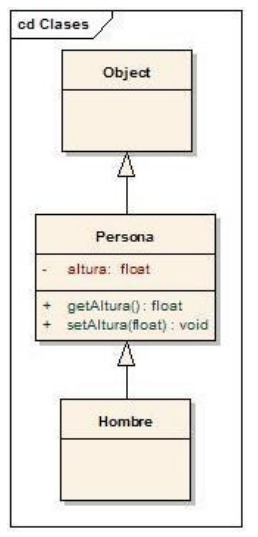 cd Clases
Object
Persona
- altura: float
+ getAltura() : float
+ setAltura(float) : void
Hombre